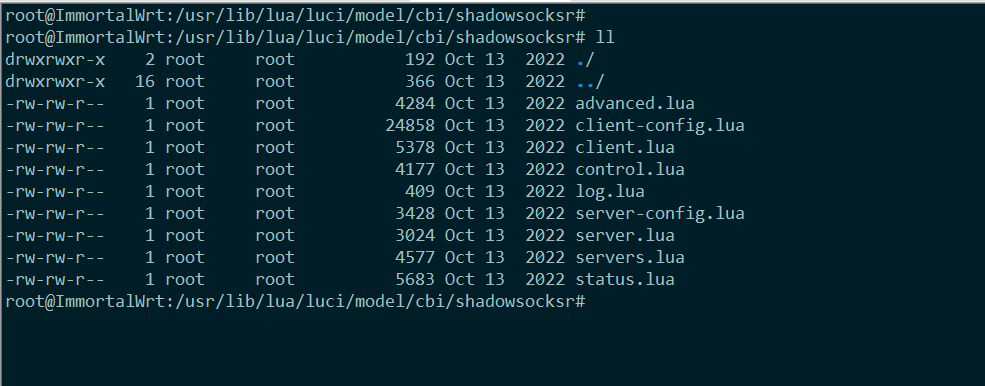 root@ImmortalWrt:/usr/lib/lua/luci/model/cbi/shadowsocksr#
root@ImmortalWrt:/usr/lib/lua/luci/model/cbi/shadowsocksr# ll
drwxrwxr-x    2 root     root           192 Oct 13  2022 ./
drwxrwxr-x   16 root     root           366 Oct 13  2022 ../
-rw-rw-r--    1 root     root          4284 Oct 13  2022 advanced.lua
-rw-rw-r--    1 root     root         24858 Oct 13  2022 client-config.lua
-rw-rw-r--    1 root     root          5378 Oct 13  2022 client.lua
-rw-rw-r--    1 root     root          4177 Oct 13  2022 control.lua
-rw-rw-r--    1 root     root           409 Oct 13  2022 log.lua
-rw-rw-r--    1 root     root          3428 Oct 13  2022 server-config.lua
-rw-rw-r--    1 root     root          3024 Oct 13  2022 server.lua
-rw-rw-r--    1 root     root          4577 Oct 13  2022 servers.lua
-rw-rw-r--    1 root     root          5683 Oct 13  2022 status.lua
root@ImmortalWrt:/usr/lib/lua/luci/model/cbi/shadowsocksr#